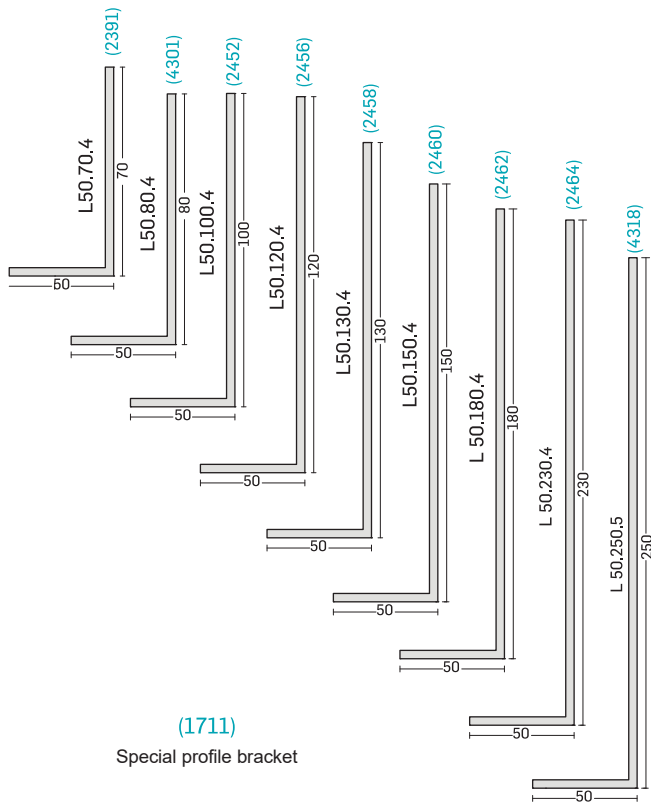 (2391)
L50.70.4
70
50
(4301)
L50.80.4
80
50
(2452)
L50.100.4
100
50
(2456)
L50.120.4
120
50
(2458)
L50.130.4
130
50
(2460)
L50.150.4
150
50
(2462)
L 50.180.4
180
50
(2464)
L 50.230.4
230
50
(4318)
L 50.250.5
250
50
(1711)
Special profile bracket